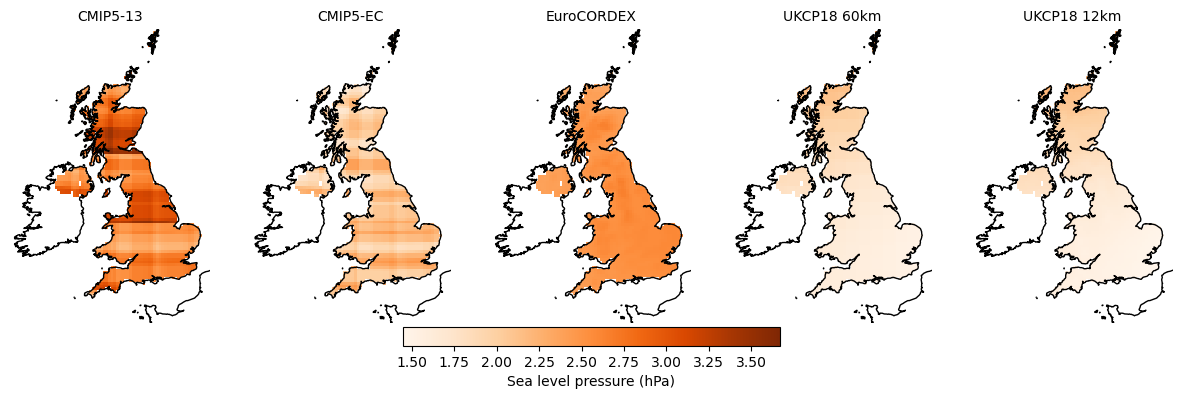 CMIP5-13
CMIP5-EC
EuroCORDEX
UKCP18 60km
UKCP18 12km
1.50 1.75 2.00 2.25 2.50 2.75 3.00 3.25 3.50
Sea level pressure (hPa)